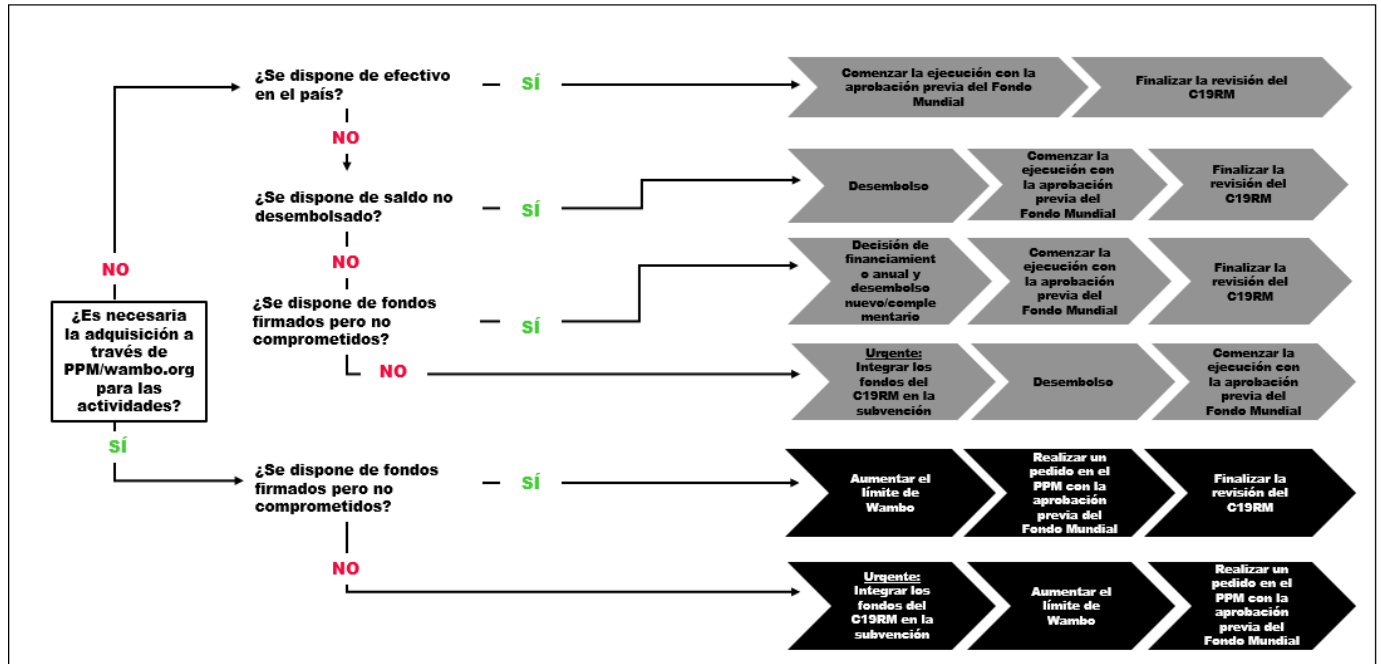 ¿Se dispone de efectivo
en el país?
SÍ
Comenzar la ejecución con la
aprobación previa del Fondo
Mundial
Finalizar la revisión del
C19RM
NO
¿Se dispone de saldo no
desembolsado?
SÍ
Desembolso
Comenzar la
ejecución con
la aprobación
previa del
Fondo Mundial
Finalizar la
revisión del
C19RM
NO
¿Se dispone de fondos
firmados pero no
comprometidos?
SÍ
Decisión de
financiamient
o anual y
desembolso
nuevo/comple
mentario
Comenzar la
ejecución con
la aprobación
previa del
Fondo Mundial
Finalizar la
revisión del
C19RM
NO
Urgente:
Integrar los
fondos del
C19RM en la
subvención
Desembolso
Comenzar la
ejecución con
la aprobación
previa del
Fondo Mundial
NO
¿Es necesaria
la adquisición a
través de
PPM/wambo.org
para las
actividades?
SÍ
¿Se dispone de fondos
firmados pero no
comprometidos?
SÍ
Aumentar el
límite de
Wambo
Realizar un
pedido en el
PPM con la
aprobación
previa del
Fondo Mundial
Finalizar la
revisión del
C19RM
NO
Urgente:
Integrar los
fondos del
C19RM en la
subvención
Aumentar el
límite de
Wambo
Realizar un
pedido en el
PPM con la
aprobación
previa del
Fondo Mundial